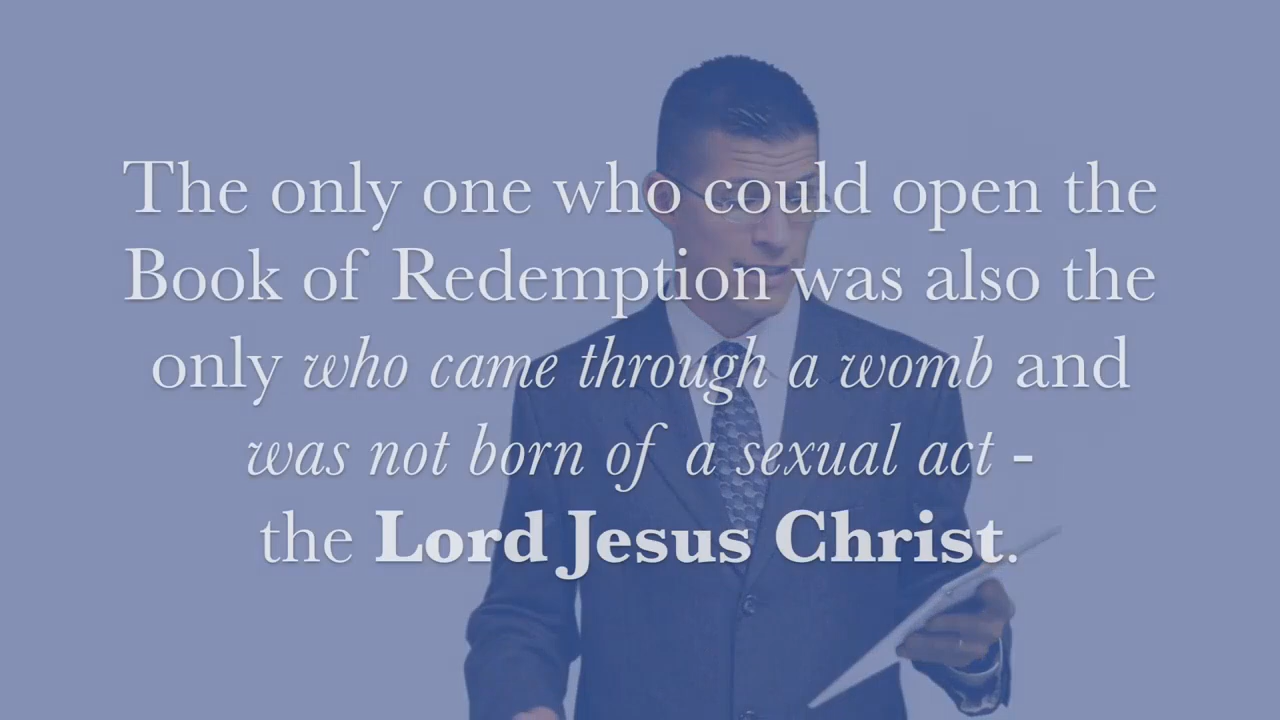 The only one who could open the
Book of Redemption was also the
only who came through a womb and
was not born of a sexual act -
the Lord Jesus Christ.